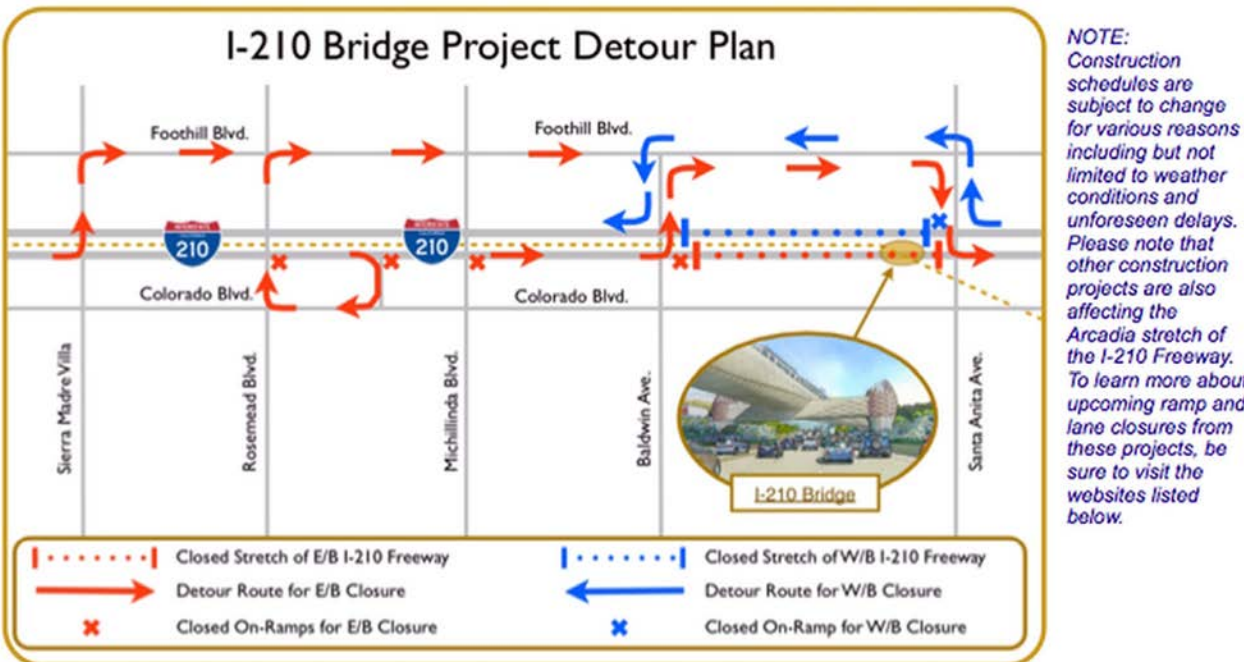 I-210 Bridge Project Detour Plan
Foothill Blvd.
Foothill Blvd.
210
210
Colorado Blvd.
Colorado Blvd.
Sierra Madre Villa
Rosemead Blvd.
Michillinda Blvd.
Baldwin Ave.
Santa Anita Ave.
I-210 Bridge
Closed Stretch of E/B I-210 Freeway
Detour Route for E/B Closure
Closed On-Ramps for E/B Closure
Closed Stretch of W/B I-210 Freeway
Detour Route for W/B Closure
Closed On-Ramp for W/B Closure
NOTE:
Construction
schedules are
subject to change
for various reasons
including but not
limited to weather
conditions and
unforeseen delays.
Please note that
other construction
projects are also
affecting the
Arcadia stretch of
the I-210 Freeway.
To learn more about
upcoming ramp and
lane closures from
these projects, be
sure to visit the
websites listed
below.